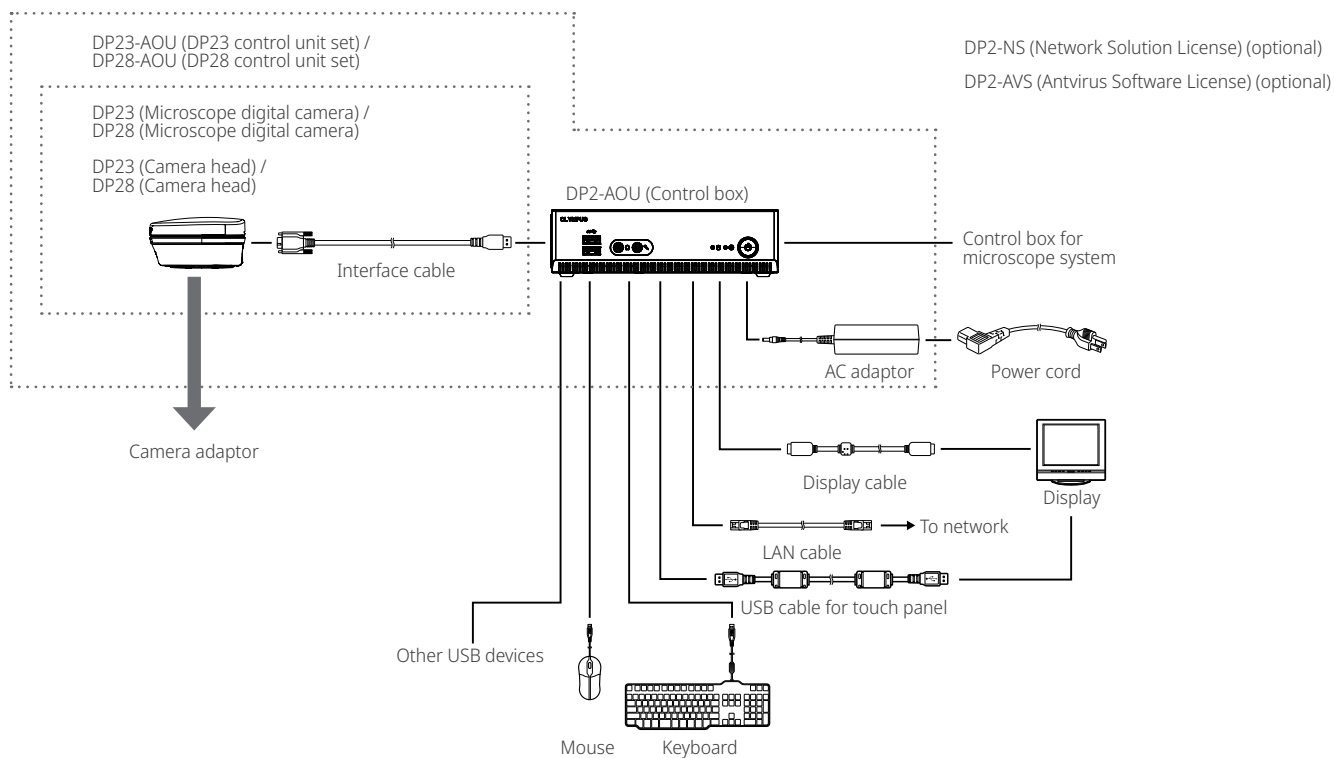 DP23-AOU (DP23 control unit set) /
DP28-AOU (DP28 control unit set)
DP2-NS (Network Solution License) (optional)
DP2-AVS (Antvirus Software License) (optional)
DP23 (Microscope digital camera) /
DP28 (Microscope digital camera)
DP23 (Camera head) /
DP28 (Camera head)
DP2-AOU (Control box)
OLYMPUS
Interface cable
Control box for
microscope system
AC adaptor
Power cord
Camera adaptor
Display cable
Display
To network
LAN cable
USB cable for touch panel
Other USB devices
Mouse
Keyboard